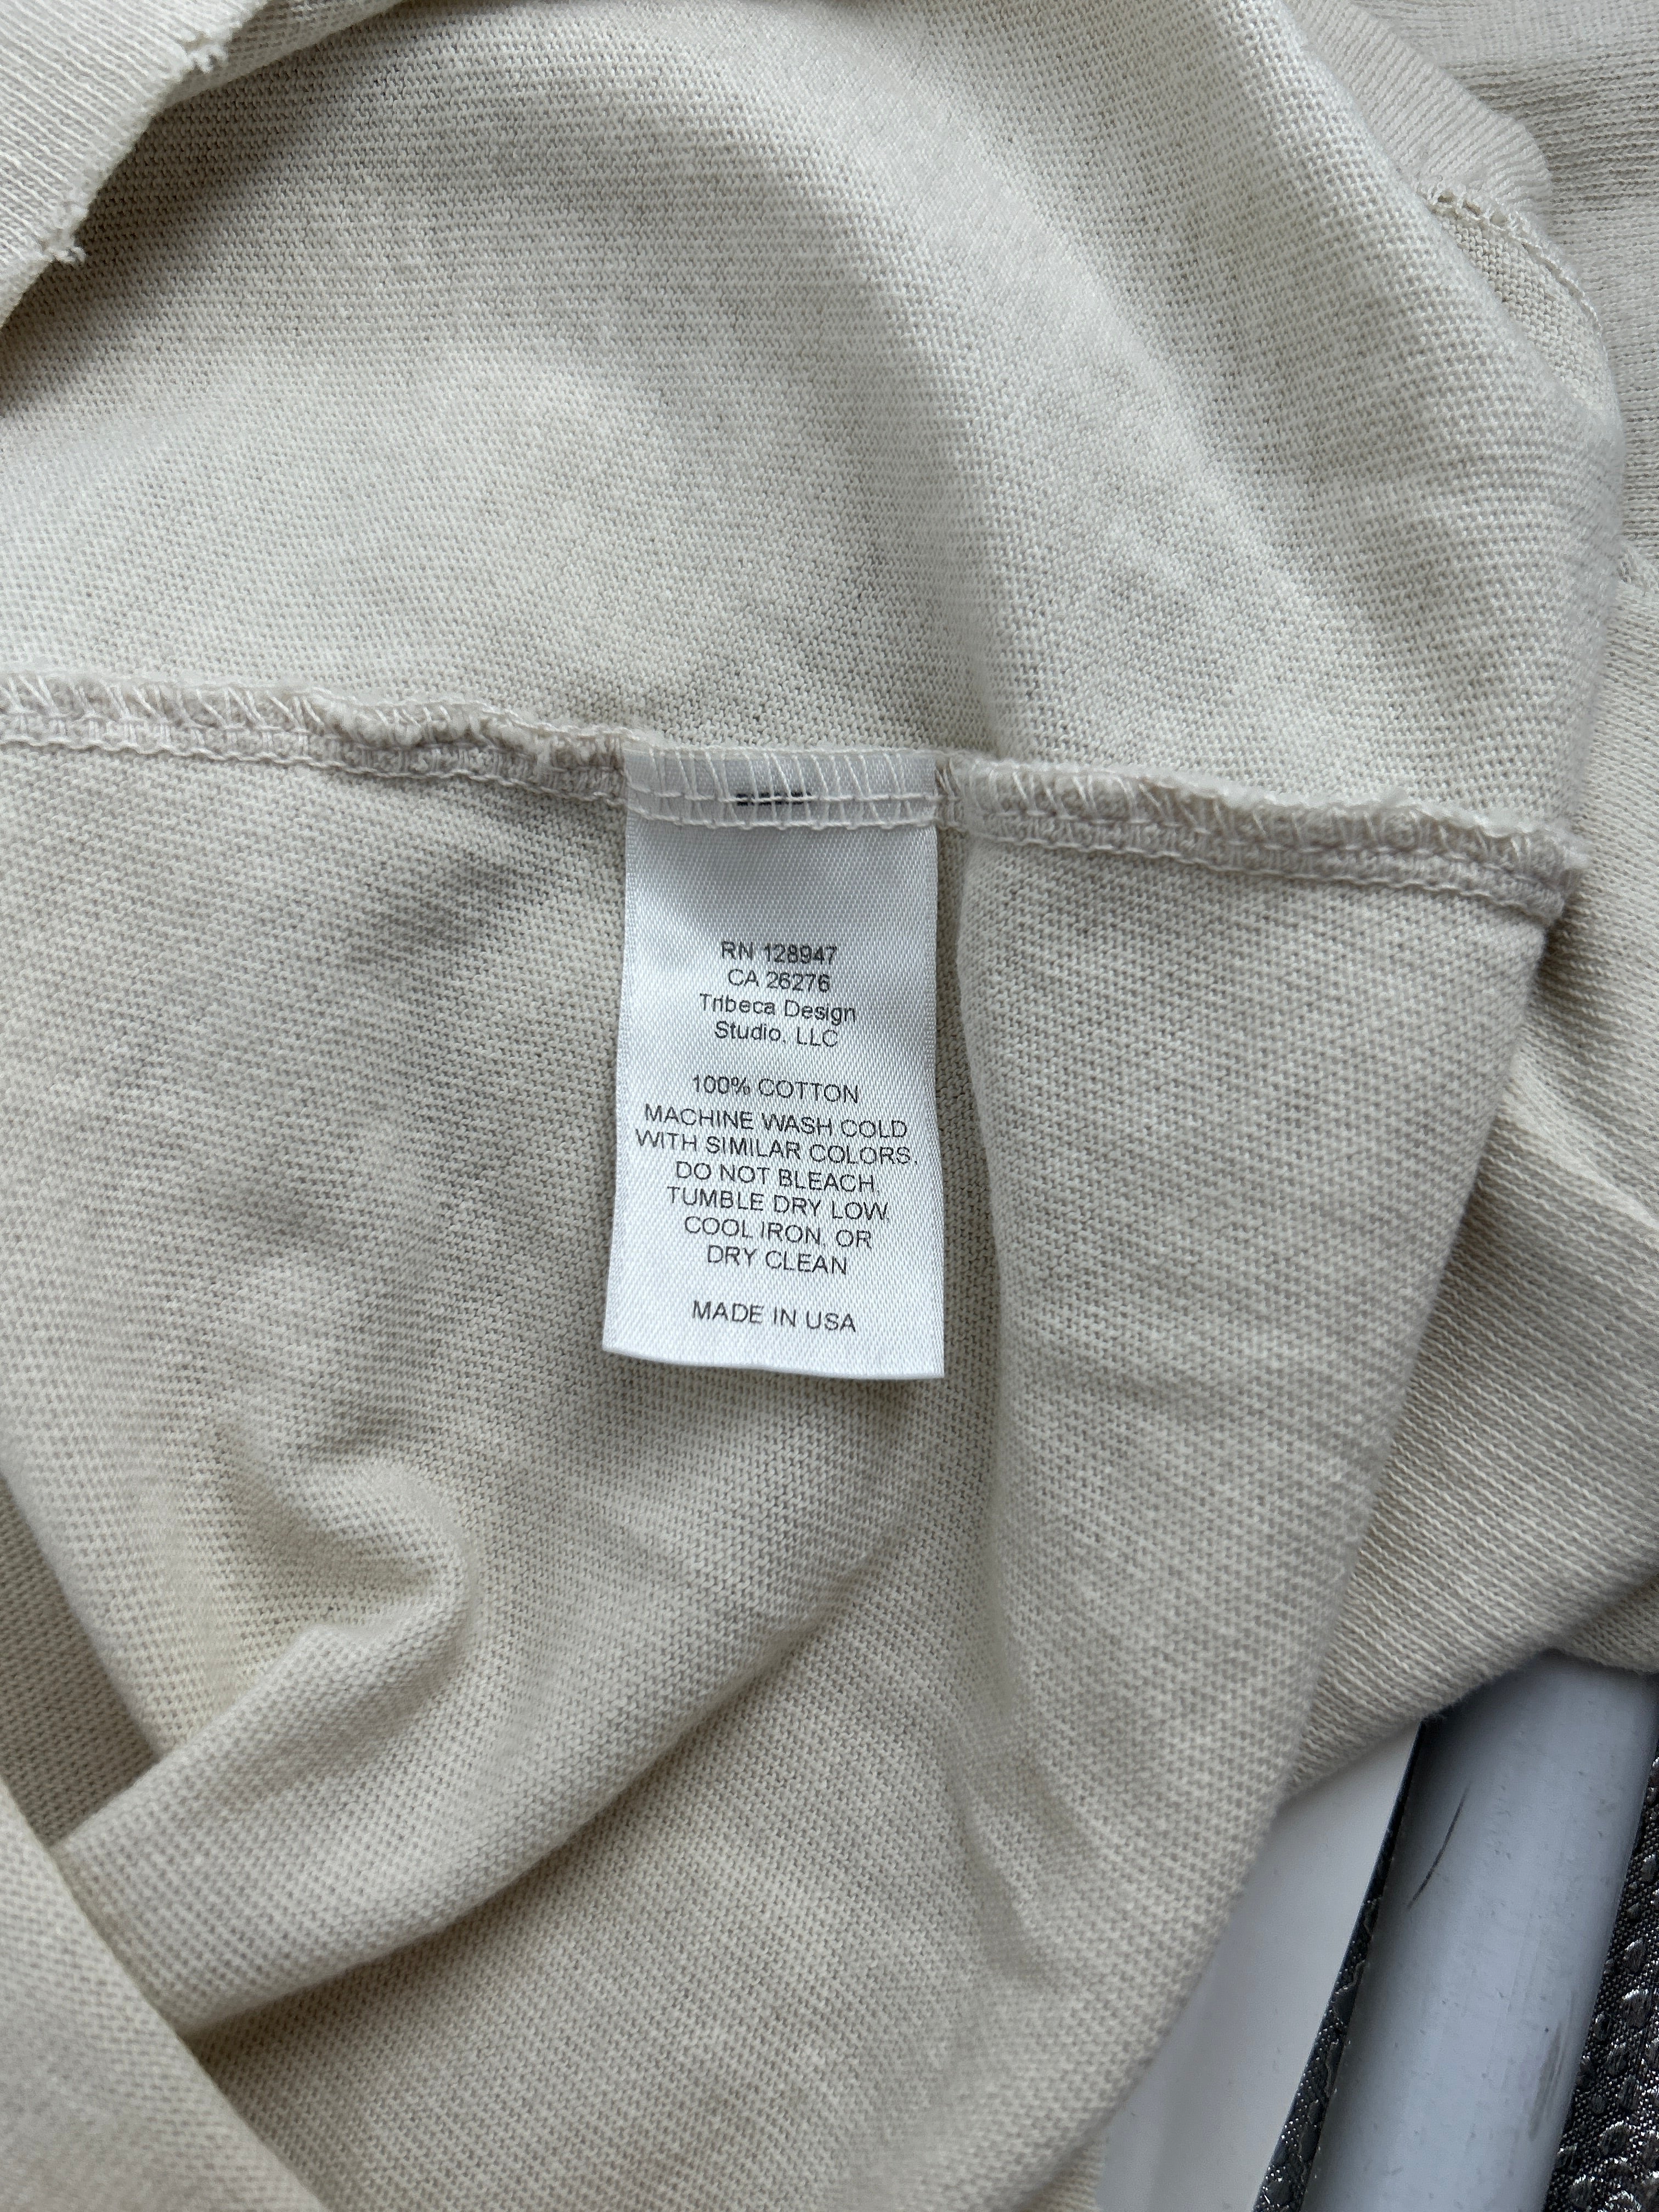 RN 128947
CA 26276
Tribeca Design
Studio, LLC
100% COTTON
MACHINE WASH COLD
WITH SIMILAR COLORS.
DO NOT BLEACH.
TUMBLE DRY LOW.
COOL IRON. OR
DRY CLEAN
MADE IN USA